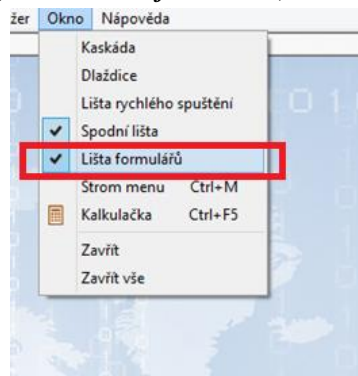 žer Okno Nápověda
Kaskáda
Dlaždice
Lišta rychlého spuštění
Spodní lišta
Lišta formulářů
Strom menu Ctrl+M
Kalkulačka Ctrl+F5
Zavřít
Zavřít vše